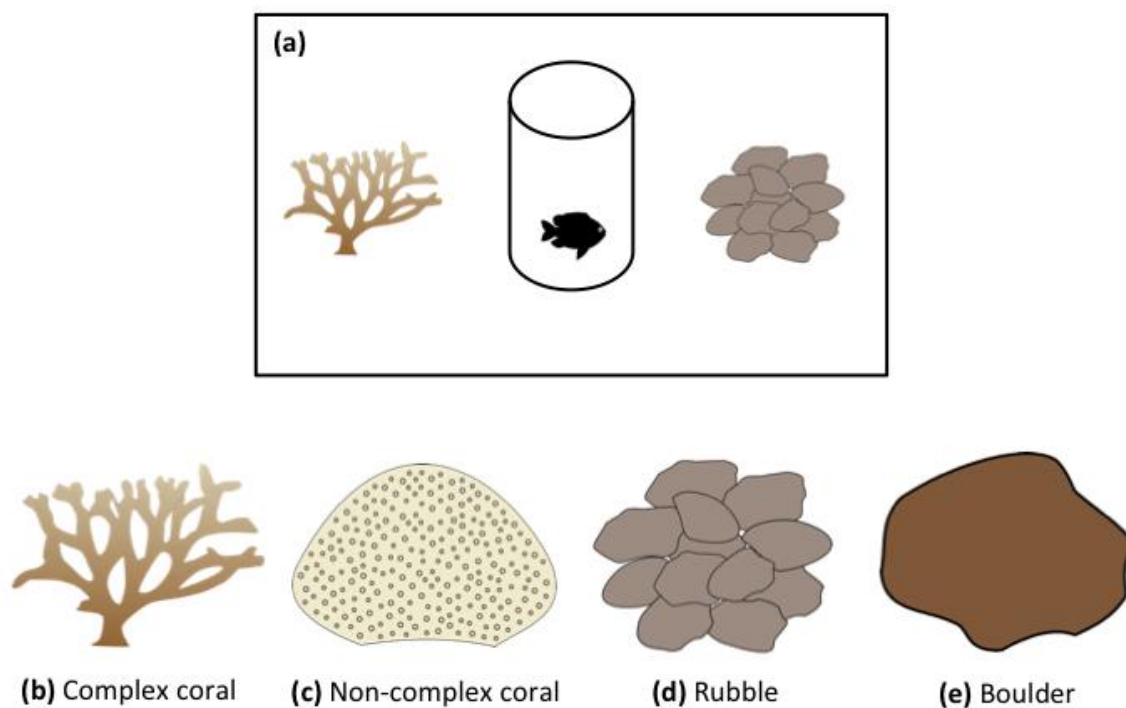 (a)
(b) Complex coral
(c) Non-complex coral
(d) Rubble
(e) Boulder